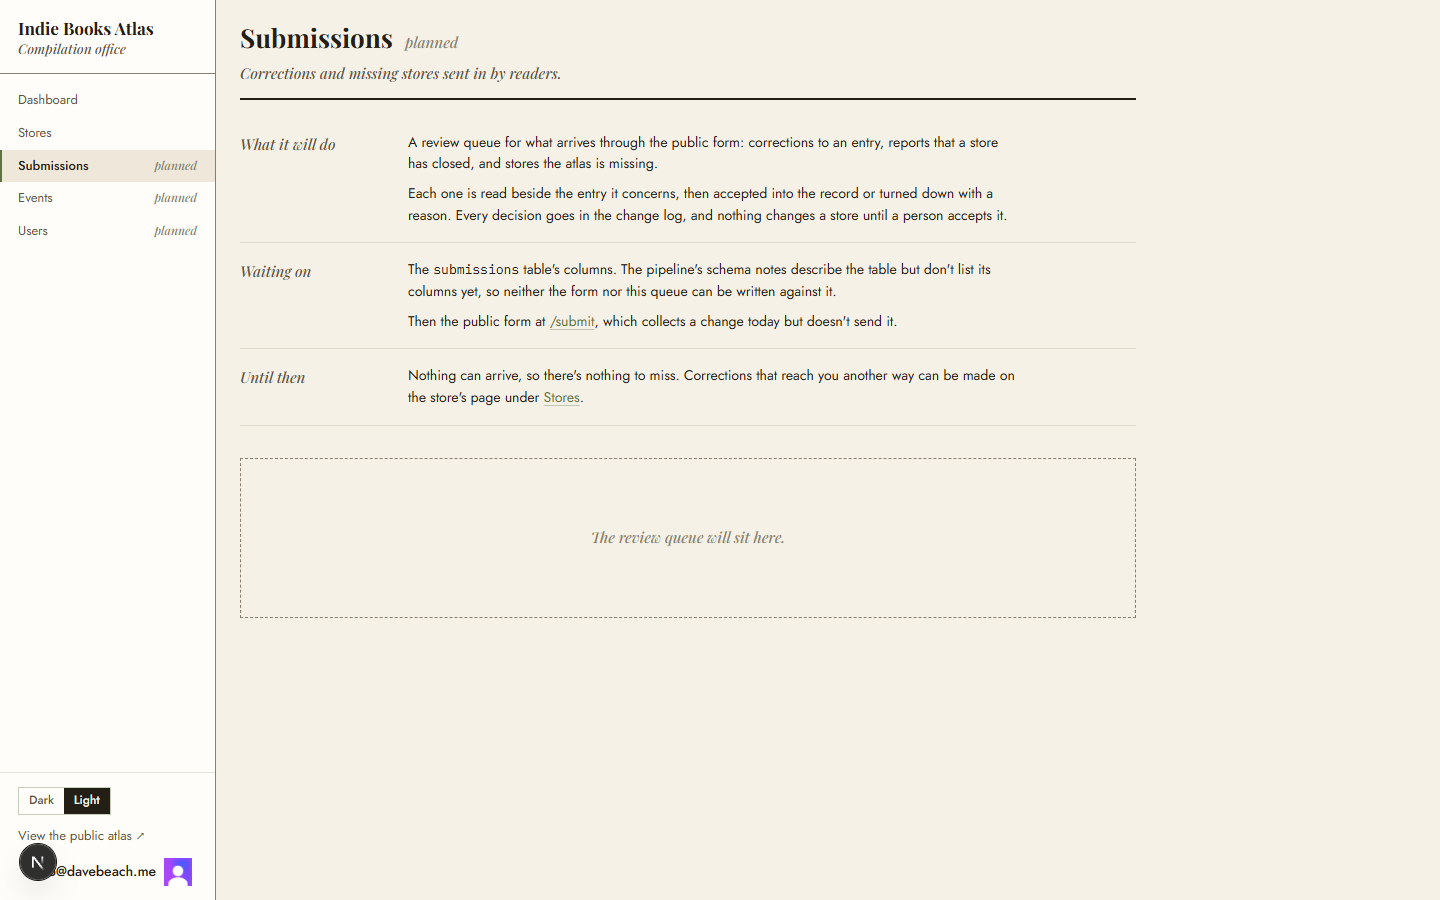 Indie Books Atlas
Compilation office
Dashboard
Stores
Submissions planned
Events planned
Users planned
Dark Light
View the public atlas ↗
N
@davebeach.me
Submissions planned
Corrections and missing stores sent in by readers.
What it will do
A review queue for what arrives through the public form: corrections to an entry, reports that a store
has closed, and stores the atlas is missing.
Each one is read beside the entry it concerns, then accepted into the record or turned down with a
reason. Every decision goes in the change log, and nothing changes a store until a person accepts it.
Waiting on
The submissions table's columns. The pipeline's schema notes describe the table but don't list its
columns yet, so neither the form nor this queue can be written against it.
Then the public form at /submit, which collects a change today but doesn't send it.
Until then
Nothing can arrive, so there's nothing to miss. Corrections that reach you another way can be made on
the store's page under Stores.
The review queue will sit here.